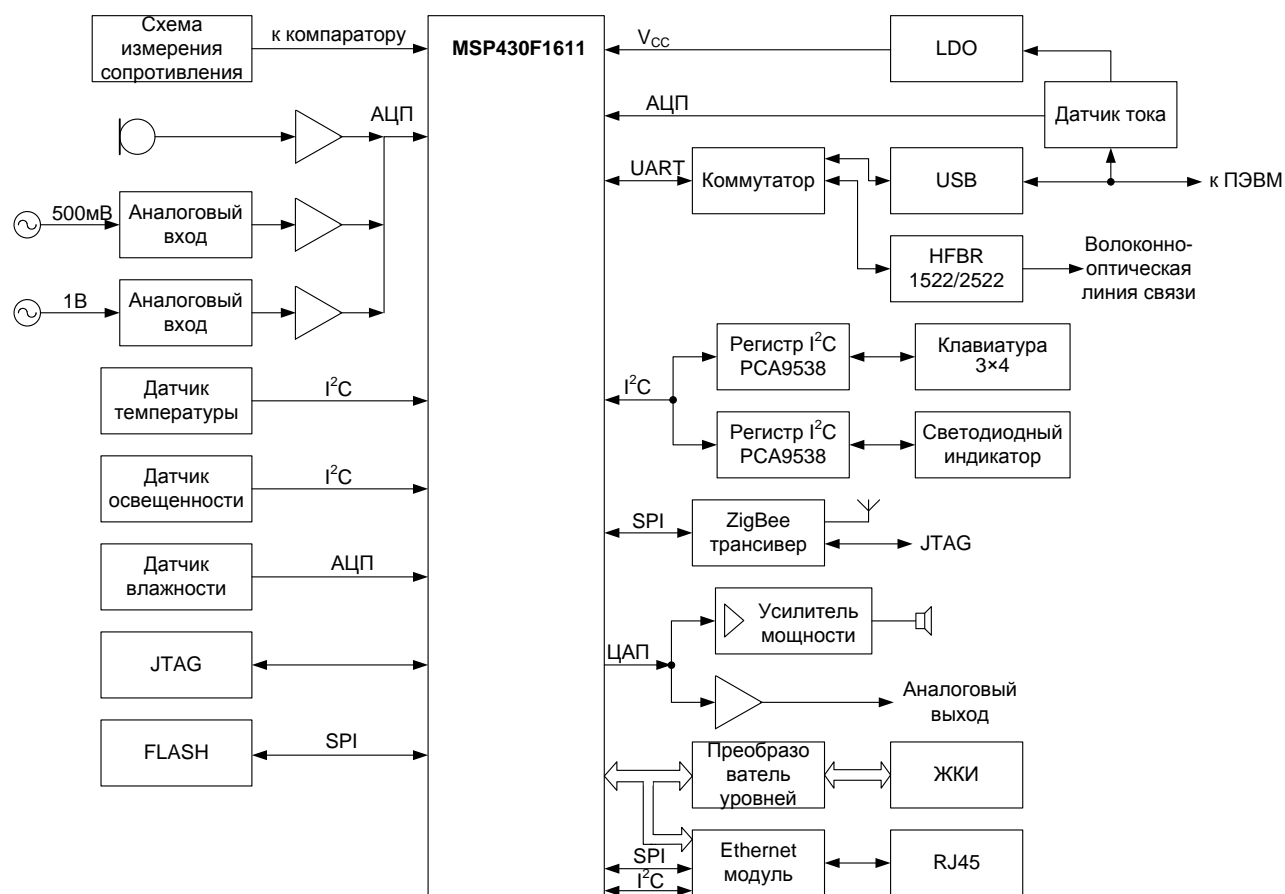 Схема
измерения
сопротивления
к компаратору
MSP430F1611
V_CC
LDO
АЦП
Датчик тока
АЦП
UART
Коммутатор
USB
к ПЭВМ
500мВ
Аналоговый
вход
HFBR
1522/2522
Волоконно-
оптическая
линия связи
1В
Аналоговый
вход
Регистр I²C
PCA9538
Клавиатура
3×4
Датчик
температуры
I²C
I²C
Регистр I²C
PCA9538
Светодиодный
индикатор
Датчик
освещенности
I²C
SPI
ZigBee
трансивер
JTAG
Датчик
влажности
АЦП
Усилитель
мощности
JTAG
ЦАП
Аналоговый
выход
FLASH
SPI
Преобразо
ватель
уровней
ЖКИ
SPI
I²C
Ethernet
модуль
RJ45